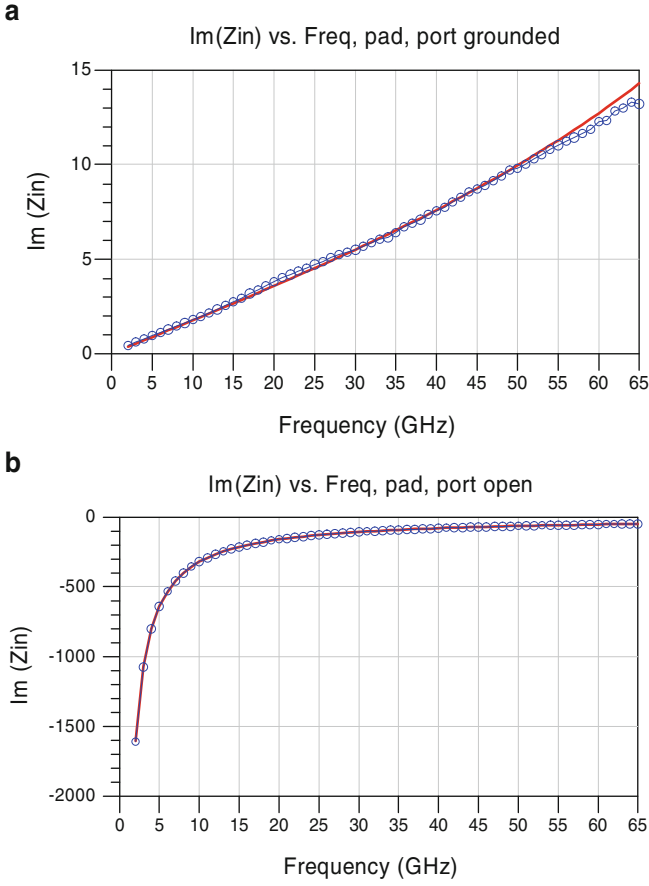 a
Im(Zin) vs. Freq, pad, port grounded
15
10
5
0
Im (Zin)
0 5 10 15 20 25 30 35 40 45 50 55 60 65
Frequency (GHz)
b
Im(Zin) vs. Freq, pad, port open
0
-500
-1000
-1500
-2000
Im (Zin)
0 5 10 15 20 25 30 35 40 45 50 55 60 65
Frequency (GHz)